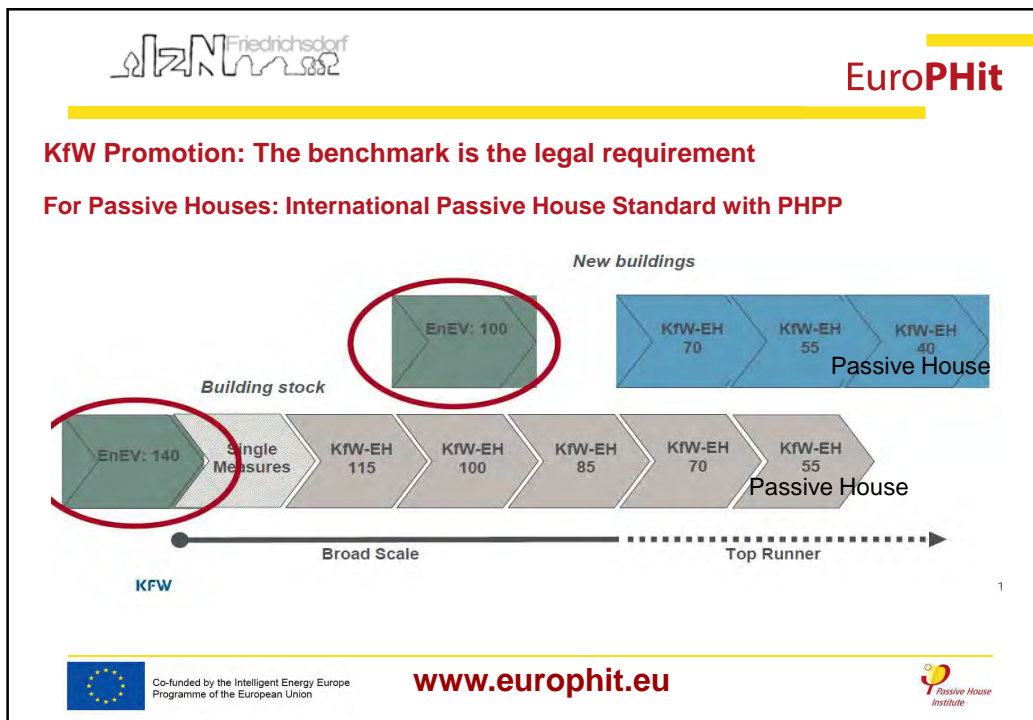 IzN Friedrichsdorf
EuroPHit
KfW Promotion: The benchmark is the legal requirement
For Passive Houses: International Passive House Standard with PHPP
New buildings
EnEV: 100
KfW-EH
70
KfW-EH
55
KfW-EH
40
Passive House
Building stock
EnEV: 140
Single
Measures
KfW-EH
115
KfW-EH
100
KfW-EH
85
KfW-EH
70
KfW-EH
55
Passive House
Broad Scale
Top Runner
KFW
1
Co-funded by the Intelligent Energy Europe
Programme of the European Union
www.europhit.eu
Passive House
Institute